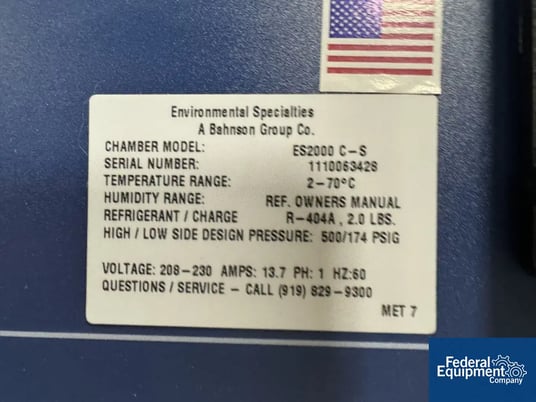 Environmental Specialties
A Bahnson Group Co.
CHAMBER MODEL: ES2000 C-S
SERIAL NUMBER: 111006342S
TEMPERATURE RANGE: 2-70°C
HUMIDITY RANGE: REF. OWNERS MANUAL
REFRIGERANT / CHARGE R-404A, 2.0 LBS.
HIGH / LOW SIDE DESIGN PRESSURE: 500/174 PSIG
VOLTAGE: 208-230 AMPS: 13.7 PH: 1 HZ:60
QUESTIONS / SERVICE - CALL (919) 829-9300
MET 7
Federal
Equipment
Company